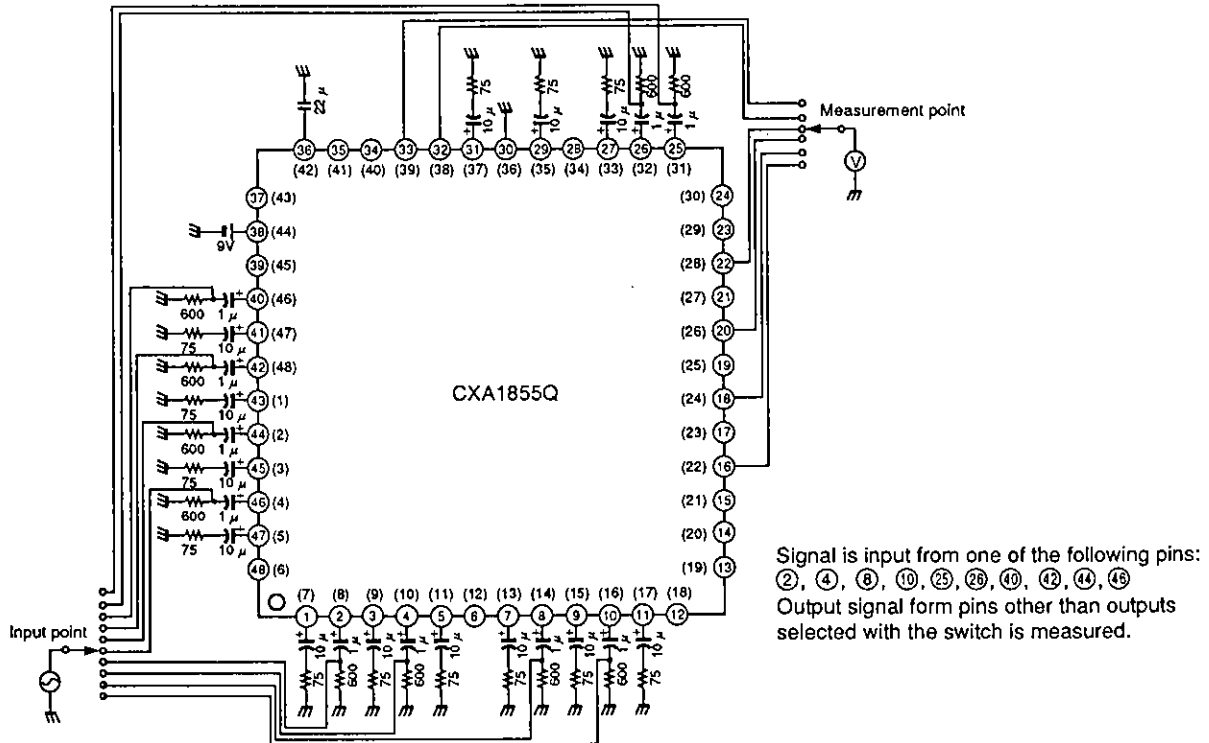 75
75
75
600
600
22 μ
10 μ
10 μ
10 μ
1 μ
1 μ
Measurement point
V
36 35 34 33 32 31 30 29 28 27 26 25
(42) (41) (40) (39) (38) (37) (36) (35) (34) (33) (32) (31)
37 (43)
(30) 24
38 (44)
9V
(29) 23
39 (45)
(28) 22
40 (46)
600 1 μ
(27) 21
41 (47)
75 10 μ
(26) 20
42 (48)
600 1 μ
(25) 19
CXA1855Q
43 (1)
75 10 μ
(24) 18
44 (2)
600 1 μ
(23) 17
45 (3)
75 10 μ
(22) 16
46 (4)
600 1 μ
(21) 15
47 (5)
75 10 μ
(20) 14
48 (6)
(19) 13
(7) (8) (9) (10) (11) (12) (13) (14) (15) (16) (17) (18)
1 2 3 4 5 6 7 8 9 10 11 12
10 μ 1 μ 10 μ 1 μ 10 μ 10 μ 1 μ 10 μ 1 μ 10 μ
75 600 75 600 75 75 600 75 600 75
Input point
Signal is input from one of the following pins:
②, ④, ⑧, ⑩, ㉕, ㉖, ㊵, ㊷, ㊹, ㊻
Output signal form pins other than outputs
selected with the switch is measured.